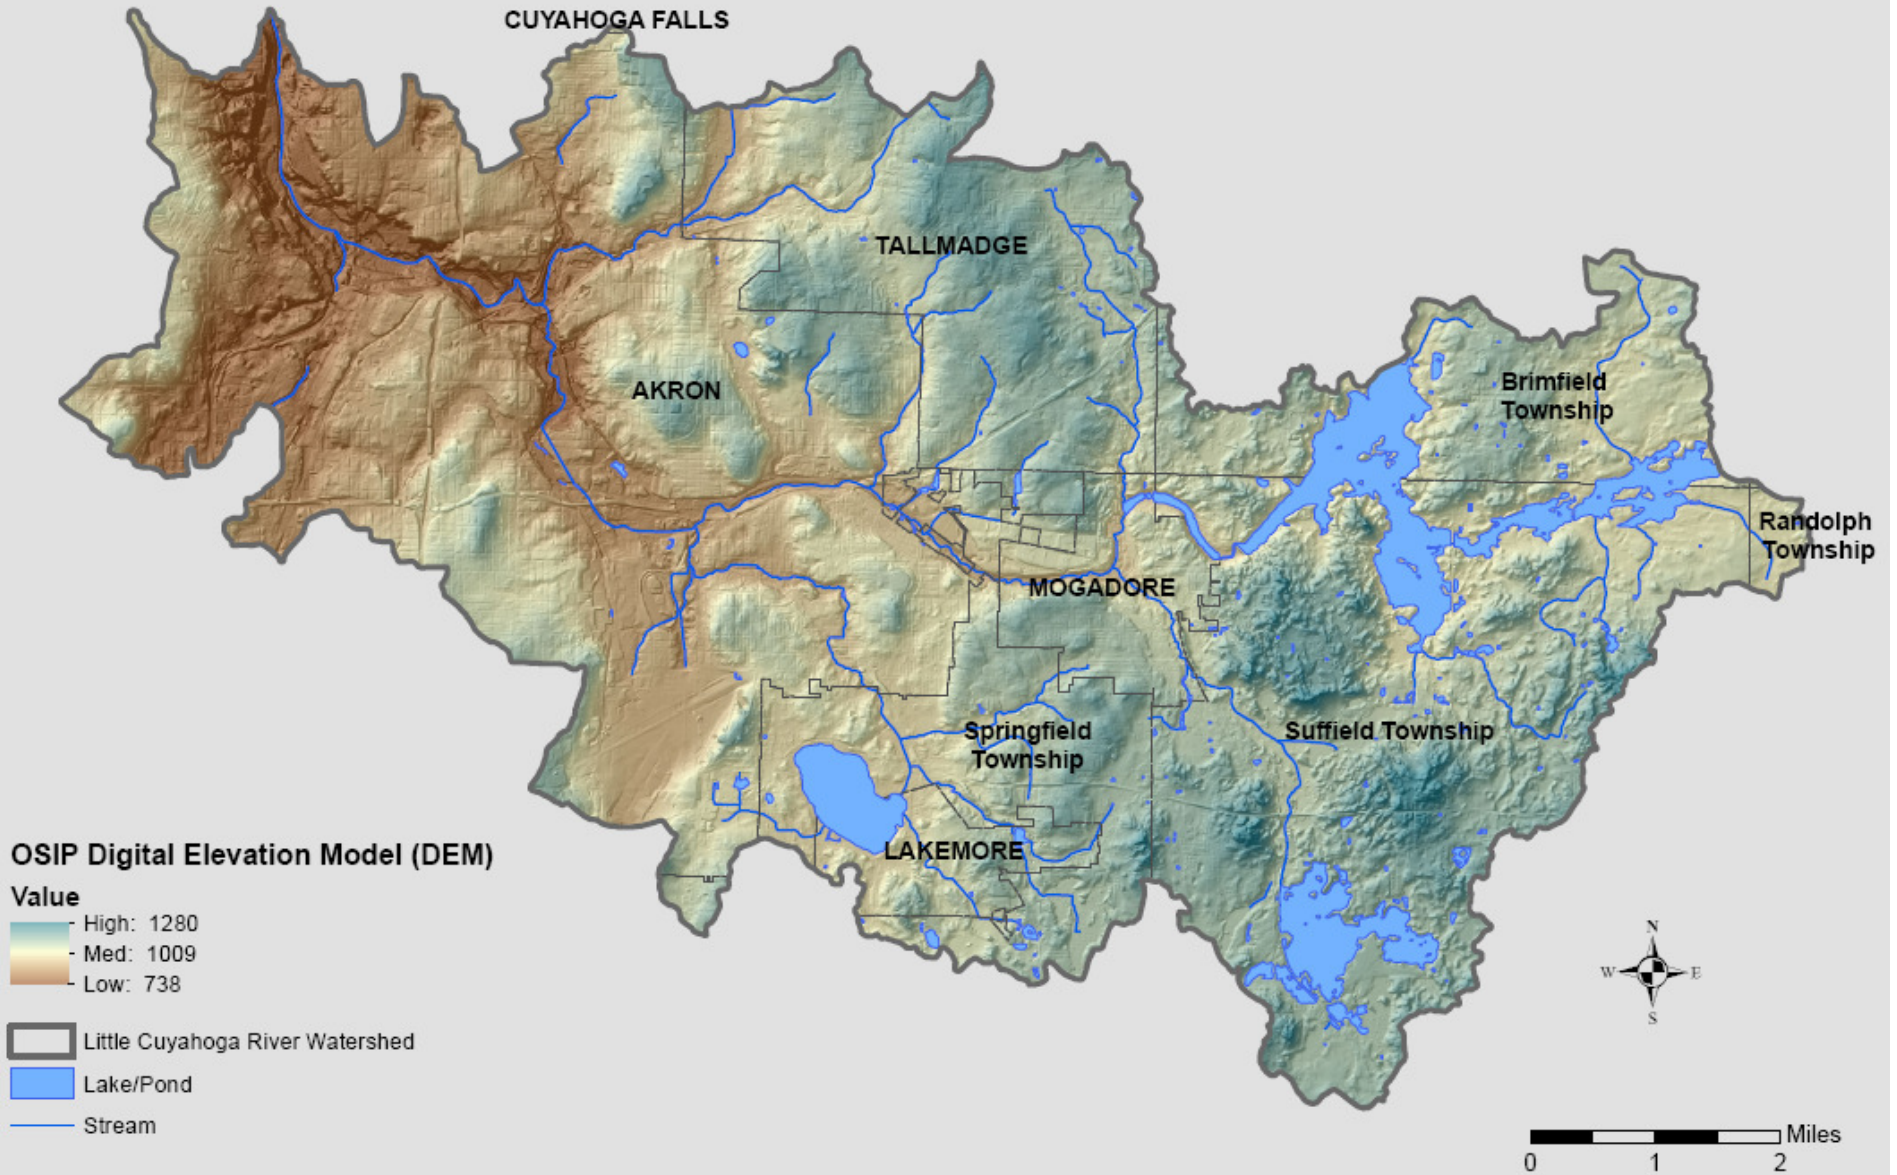 CUYAHOGA FALLS
TALLMADGE
AKRON
Brimfield
Township
Randolph
Township
MOGADORE
Springfield
Township
Suffield Township
LAKEMORE
OSIP Digital Elevation Model (DEM)
Value
High: 1280
Med: 1009
Low: 738
Little Cuyahoga River Watershed
Lake/Pond
Stream
N
W E
S
Miles
0 1 2